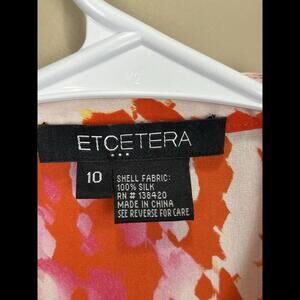 ETCETERA
10
SHELL FABRIC:
100% SILK
RN # 138420
MADE IN CHINA
SEE REVERSE FOR CARE